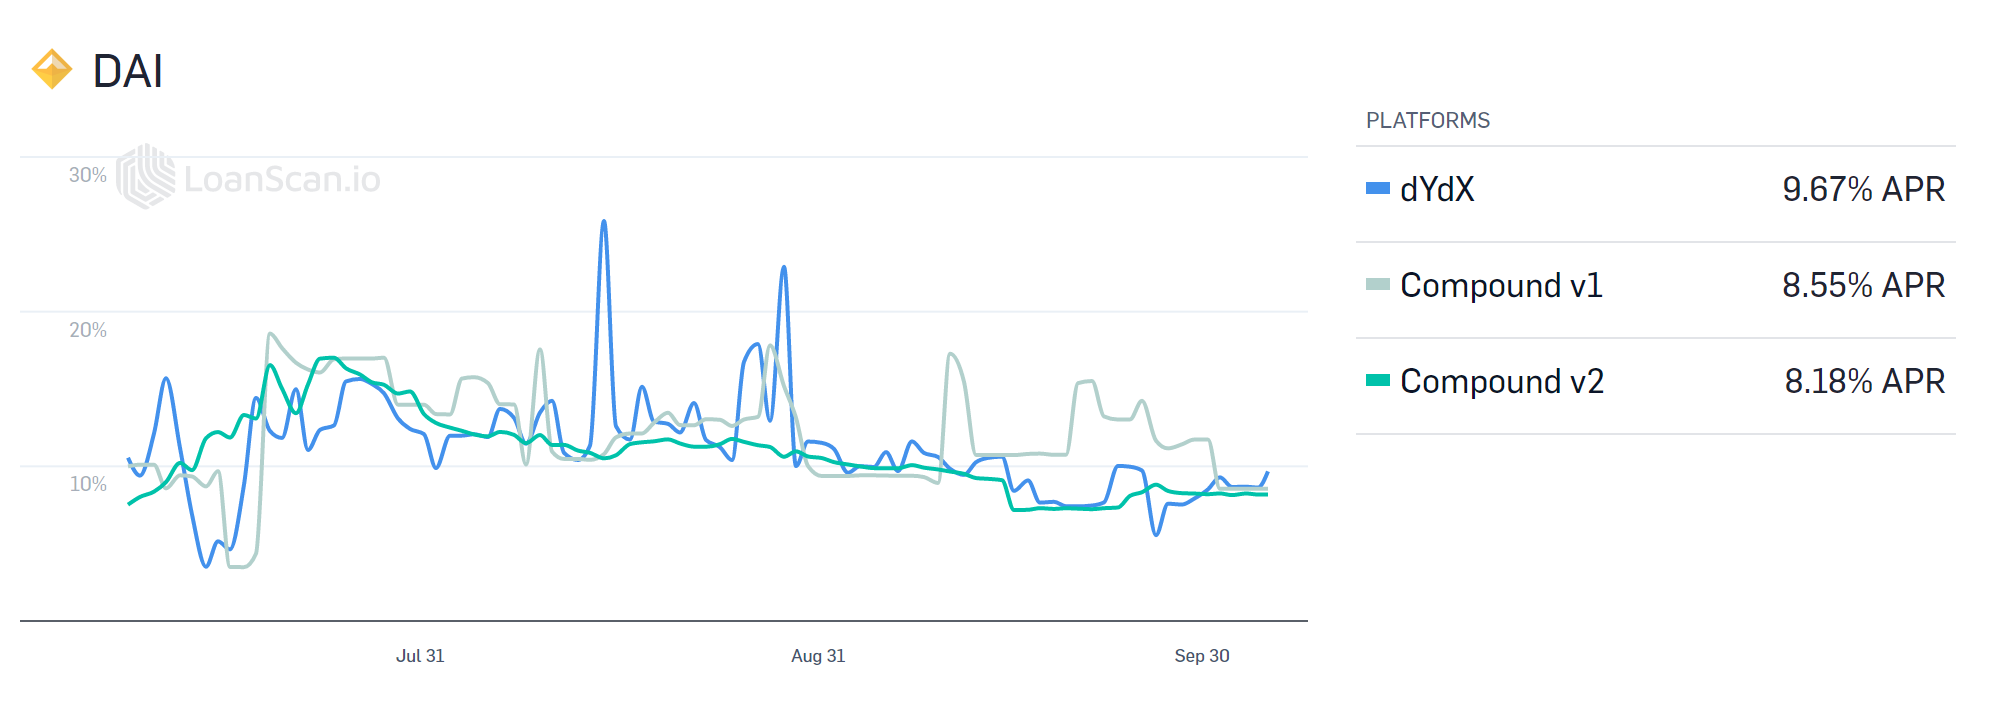 DAI
PLATFORMS
30%
LoanScan.io
dYdX 9.67% APR
Compound v1 8.55% APR
20%
Compound v2 8.18% APR
10%
Jul 31 Aug 31 Sep 30